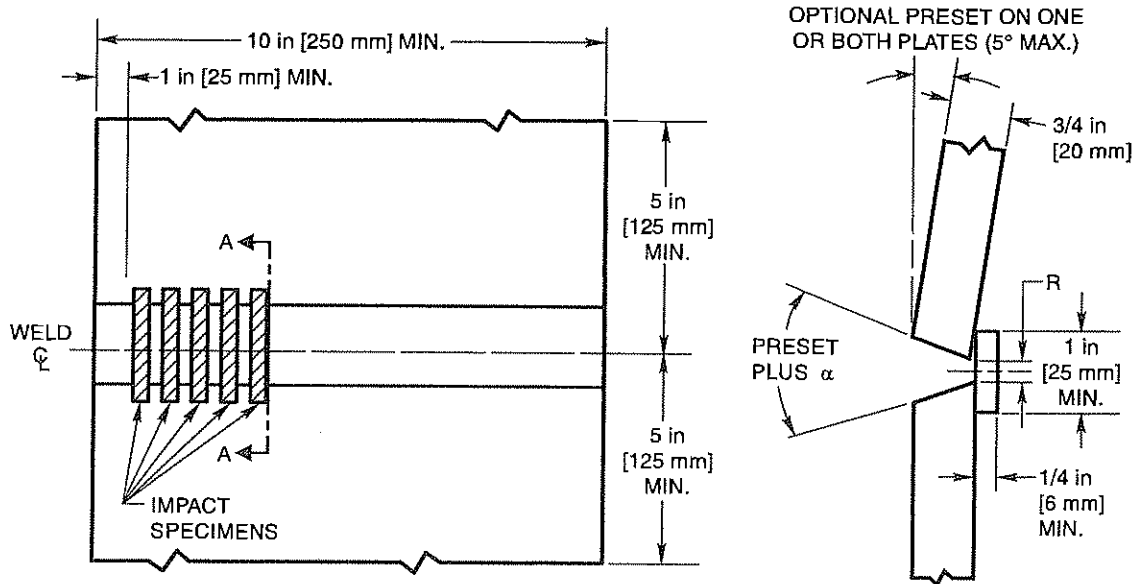 10 in [250 mm] MIN.
1 in [25 mm] MIN.
5 in
[125 mm]
MIN.
A
WELD
℄
A
5 in
[125 mm]
MIN.
IMPACT
SPECIMENS
OPTIONAL PRESET ON ONE
OR BOTH PLATES (5° MAX.)
3/4 in
[20 mm]
R
PRESET
PLUS α
1 in
[25 mm]
MIN.
1/4 in
[6 mm]
MIN.